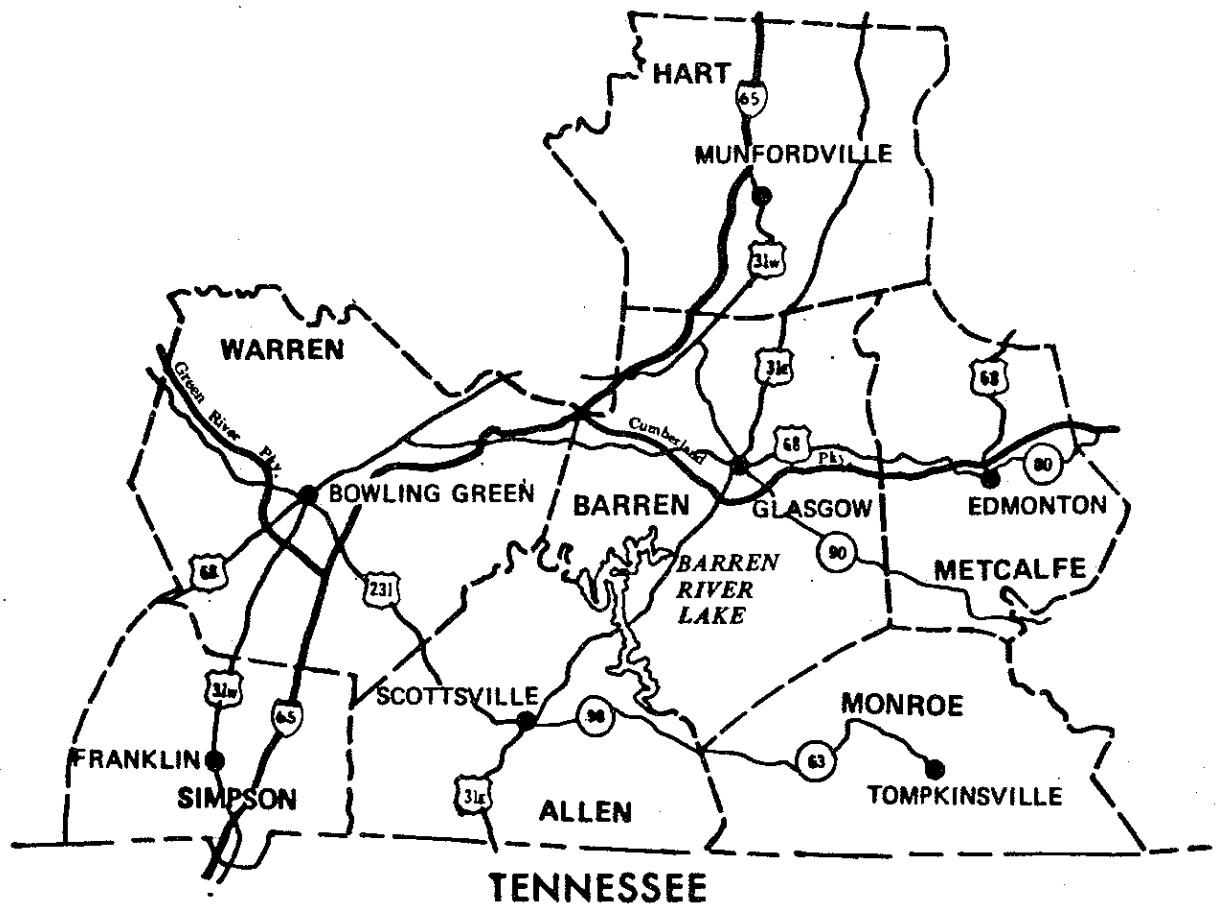 HART
65
MUNFORDVILLE
31w
WARREN
Green River Pky.
31E
68
Cumberland
68
Pky.
80
BOWLING GREEN
BARREN
GLASGOW
EDMONTON
68
231
BARREN
RIVER
LAKE
90
METCALFE
31w
65
SCOTTSVILLE
98
MONROE
FRANKLIN
63
SIMPSON
31E
ALLEN
TOMPKINSVILLE
TENNESSEE